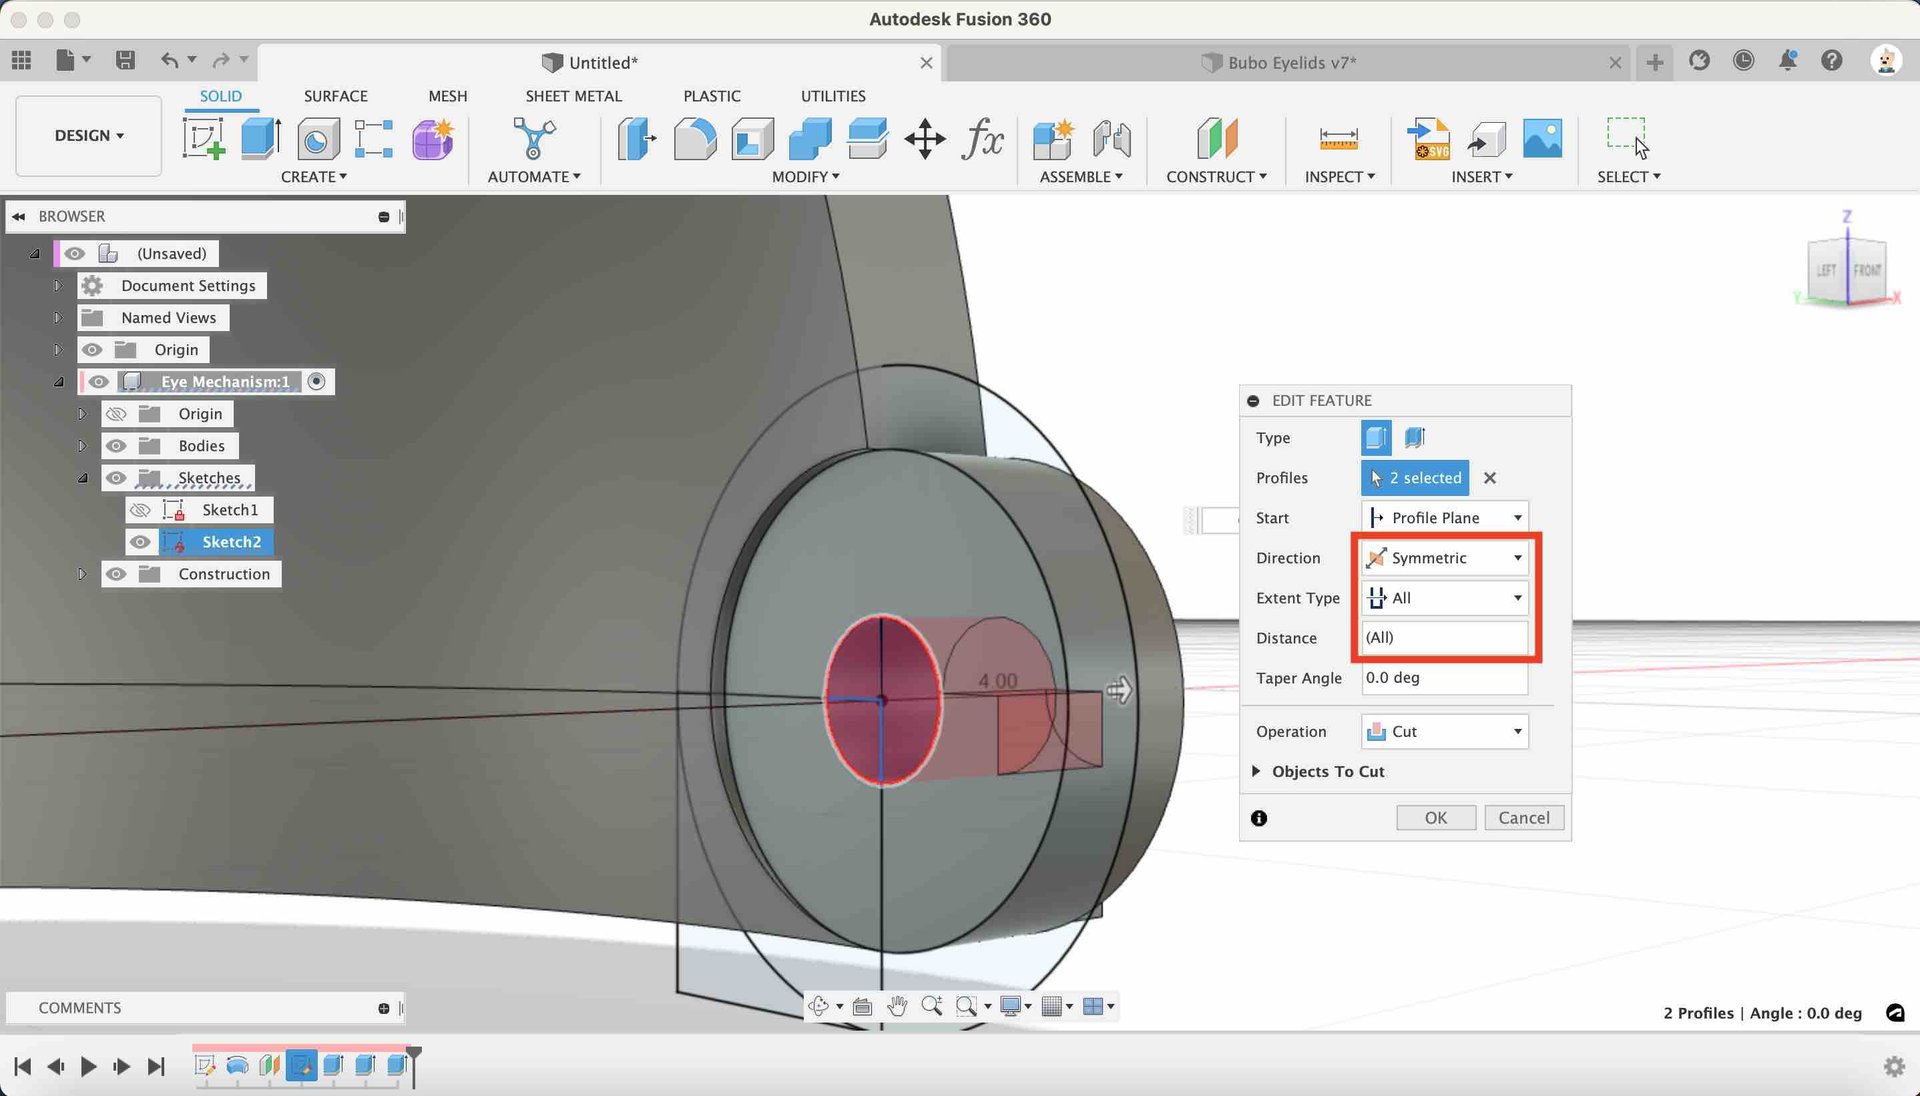 Autodesk Fusion 360
Untitled*
Bubo Eyelids v7*
SOLID
SURFACE
MESH
SHEET METAL
PLASTIC
UTILITIES
DESIGN
fx
SVG
CREATE
AUTOMATE
MODIFY
ASSEMBLE
CONSTRUCT
INSPECT
INSERT
SELECT
BROWSER
(Unsaved)
Document Settings
Named Views
Origin
Eye Mechanism:1
Origin
Bodies
Sketches
Sketch1
Sketch2
Construction
Z
LEFT
FRONT
Y
X
4.00
EDIT FEATURE
Type
Profiles
2 selected
Start
Profile Plane
Direction
Symmetric
Extent Type
All
Distance
(All)
Taper Angle
0.0 deg
Operation
Cut
Objects To Cut
OK
Cancel
COMMENTS
2 Profiles | Angle : 0.0 deg